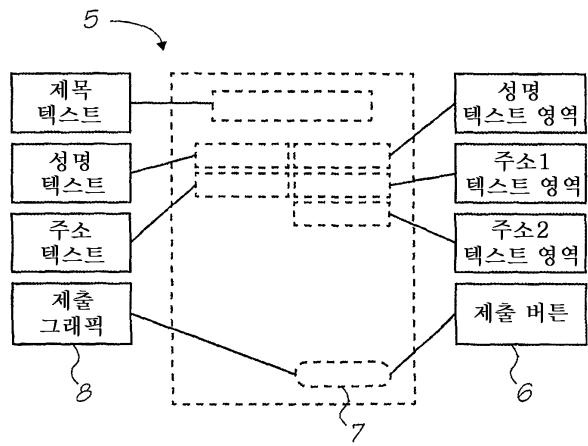 5
제목
텍스트
성명
텍스트
주소
텍스트
제출
그래픽
8
성명
텍스트 영역
주소1
텍스트 영역
주소2
텍스트 영역
제출 버튼
6
7